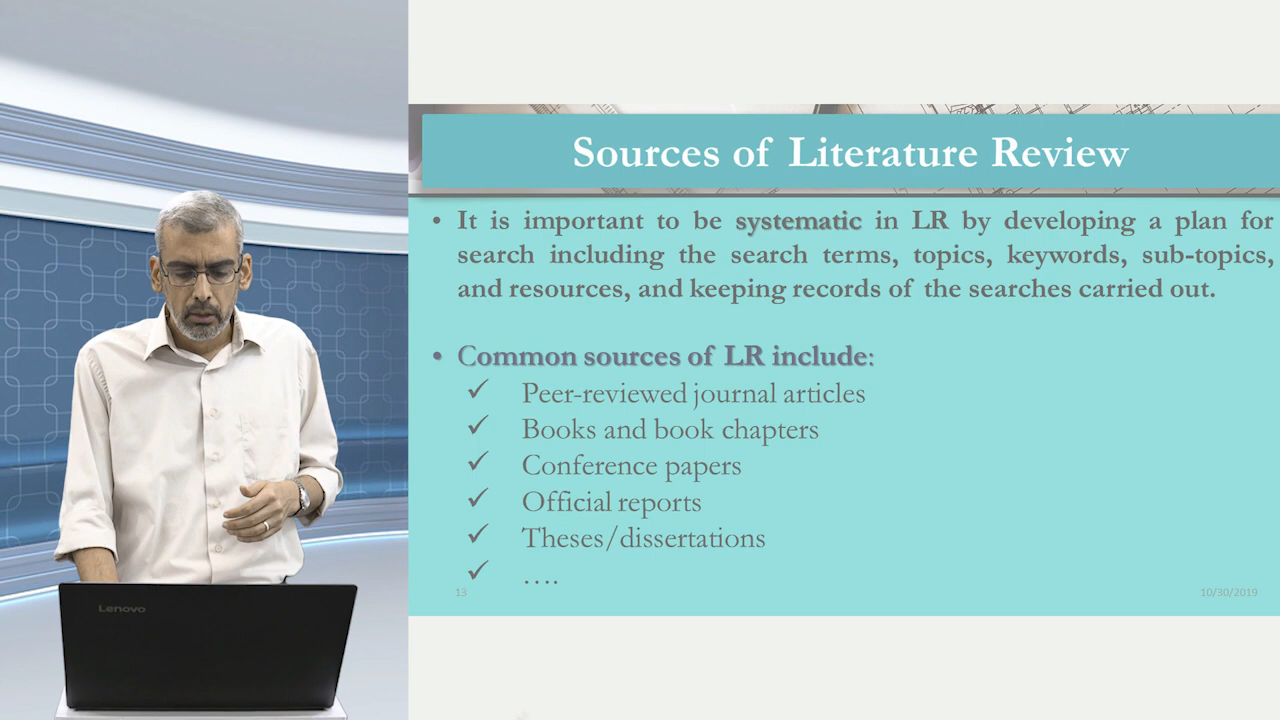 Sources of Literature Review
• It is important to be systematic in LR by developing a plan for
search including the search terms, topics, keywords, sub-topics,
and resources, and keeping records of the searches carried out.
• Common sources of LR include:
✓ Peer-reviewed journal articles
✓ Books and book chapters
✓ Conference papers
✓ Official reports
✓ Theses/dissertations
✓ ….
13
10/30/2019
Lenovo